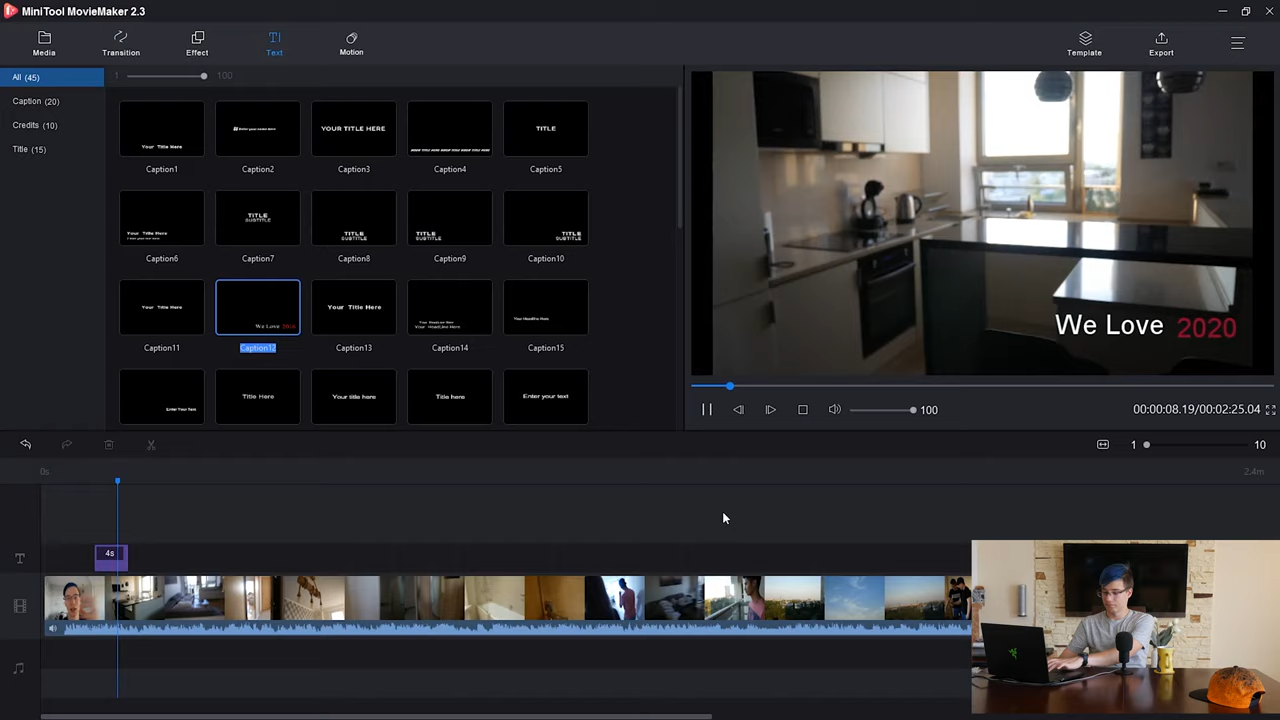 MiniTool MovieMaker 2.3
Media
Transition
Effect
Text
Motion
Template
Export
All (45)
1
100
Caption (20)
Credits (10)
Title (15)
Your Title Here
YOUR TITLE HERE
TITLE
Caption1
Caption2
Caption3
Caption4
Caption5
Your Title Here
TITLE
SUBTITLE
TITLE
SUBTITLE
TITLE
SUBTITLE
TITLE
SUBTITLE
Caption6
Caption7
Caption8
Caption9
Caption10
Your Title Here
We Love 2018
Your Title Here
Your HeadLine Here
Your Headline Here
Caption11
Caption12
Caption13
Caption14
Caption15
Enter Your Text
Title Here
Your title here
Title here
Enter your text
We Love 2020
100
00:00:08.19/00:02:25.04
1
10
0s
2.4m
T
4s